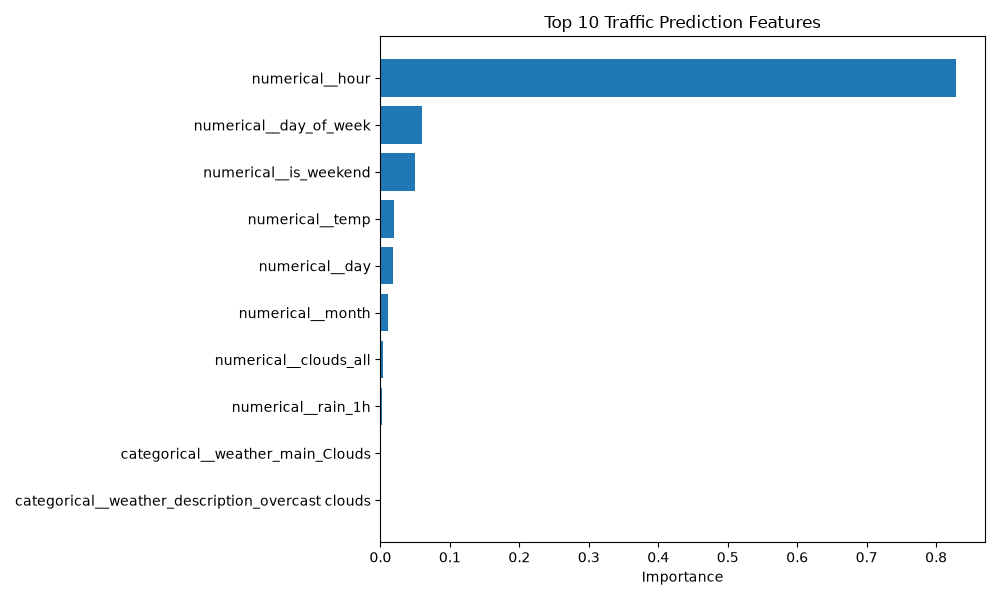 Top 10 Traffic Prediction Features
numerical__hour
numerical__day_of_week
numerical__is_weekend
numerical__temp
numerical__day
numerical__month
numerical__clouds_all
numerical__rain_1h
categorical__weather_main_Clouds
categorical__weather_description_overcast clouds
0.0 0.1 0.2 0.3 0.4 0.5 0.6 0.7 0.8
Importance